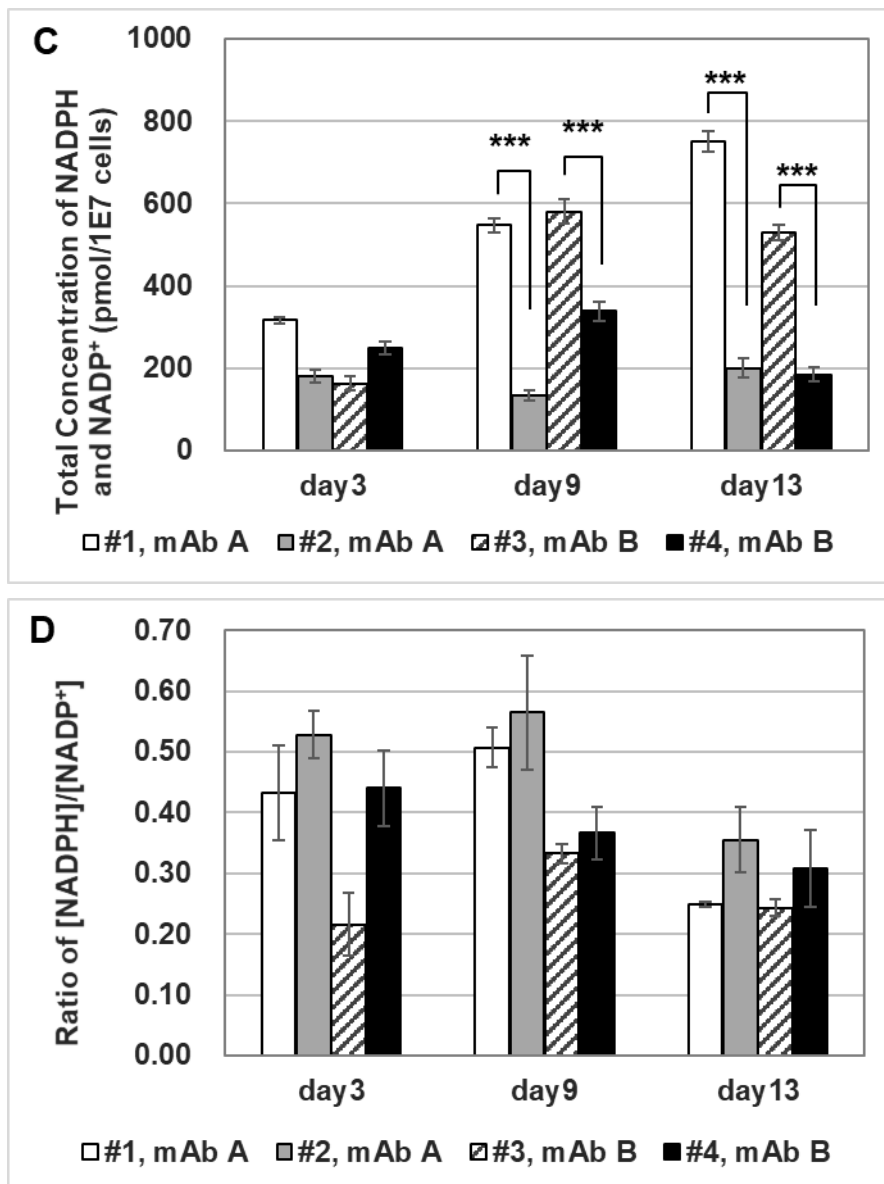 C
Total Concentration of NADPH
and NADP⁺ (pmol/1E7 cells)
1000
800
600
400
200
0
***
***
***
***
day3 day9 day13
#1, mAb A #2, mAb A #3, mAb B #4, mAb B
D
Ratio of [NADPH]/[NADP⁺]
0.70
0.60
0.50
0.40
0.30
0.20
0.10
0.00
day3 day9 day13
#1, mAb A #2, mAb A #3, mAb B #4, mAb B